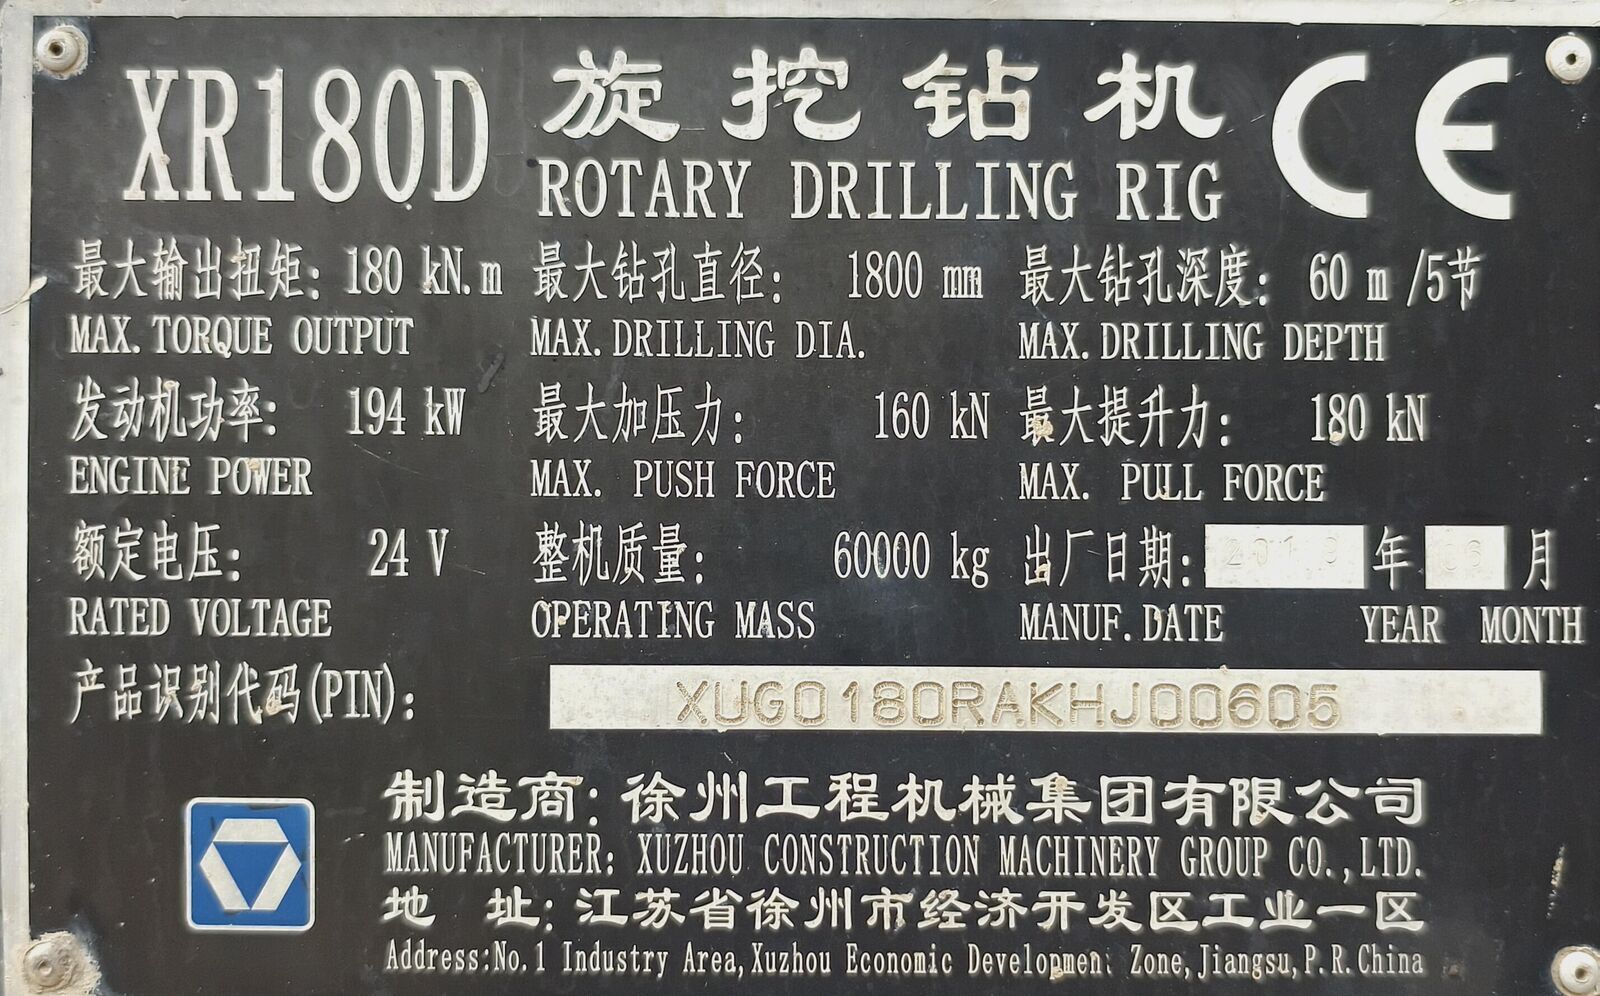 XR180D 旋挖钻机 CE
ROTARY DRILLING RIG
最大输出扭矩: 180 kN.m 最大钻孔直径: 1800 mm 最大钻孔深度: 60 m /5节
MAX. TORQUE OUTPUT MAX. DRILLING DIA. MAX. DRILLING DEPTH
发动机功率: 194 kW 最大加压力: 160 kN 最大提升力: 180 kN
ENGINE POWER MAX. PUSH FORCE MAX. PULL FORCE
额定电压: 24 V 整机质量: 60000 kg 出厂日期: 年 月
RATED VOLTAGE OPERATING MASS MANUF. DATE YEAR MONTH
产品识别代码(PIN): XUG0180RAKHJ00605
制造商: 徐州工程机械集团有限公司
MANUFACTURER: XUZHOU CONSTRUCTION MACHINERY GROUP CO., LTD.
地 址: 江苏省徐州市经济开发区工业一区
Address: No. 1 Industry Area, Xuzhou Economic Development Zone, Jiangsu, P. R. China